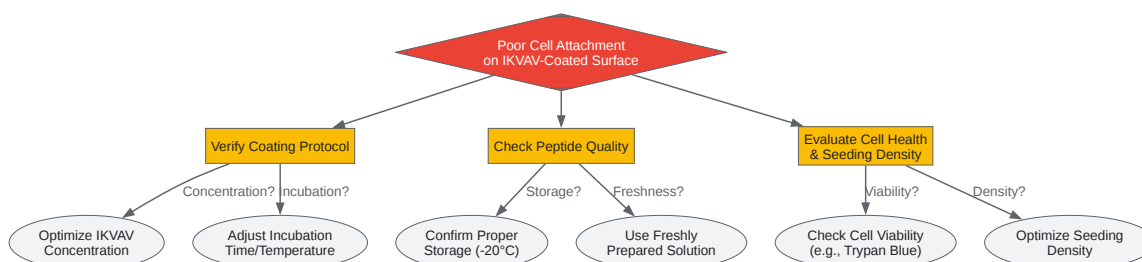 Poor Cell Attachment
on IKVAV-Coated Surface
Verify Coating Protocol
Check Peptide Quality
Evaluate Cell Health
& Seeding Density
Concentration?
Incubation?
Storage?
Freshness?
Viability?
Density?
Optimize IKVAV
Concentration
Adjust Incubation
Time/Temperature
Confirm Proper
Storage (-20°C)
Use Freshly
Prepared Solution
Check Cell Viability
(e.g., Trypan Blue)
Optimize Seeding
Density